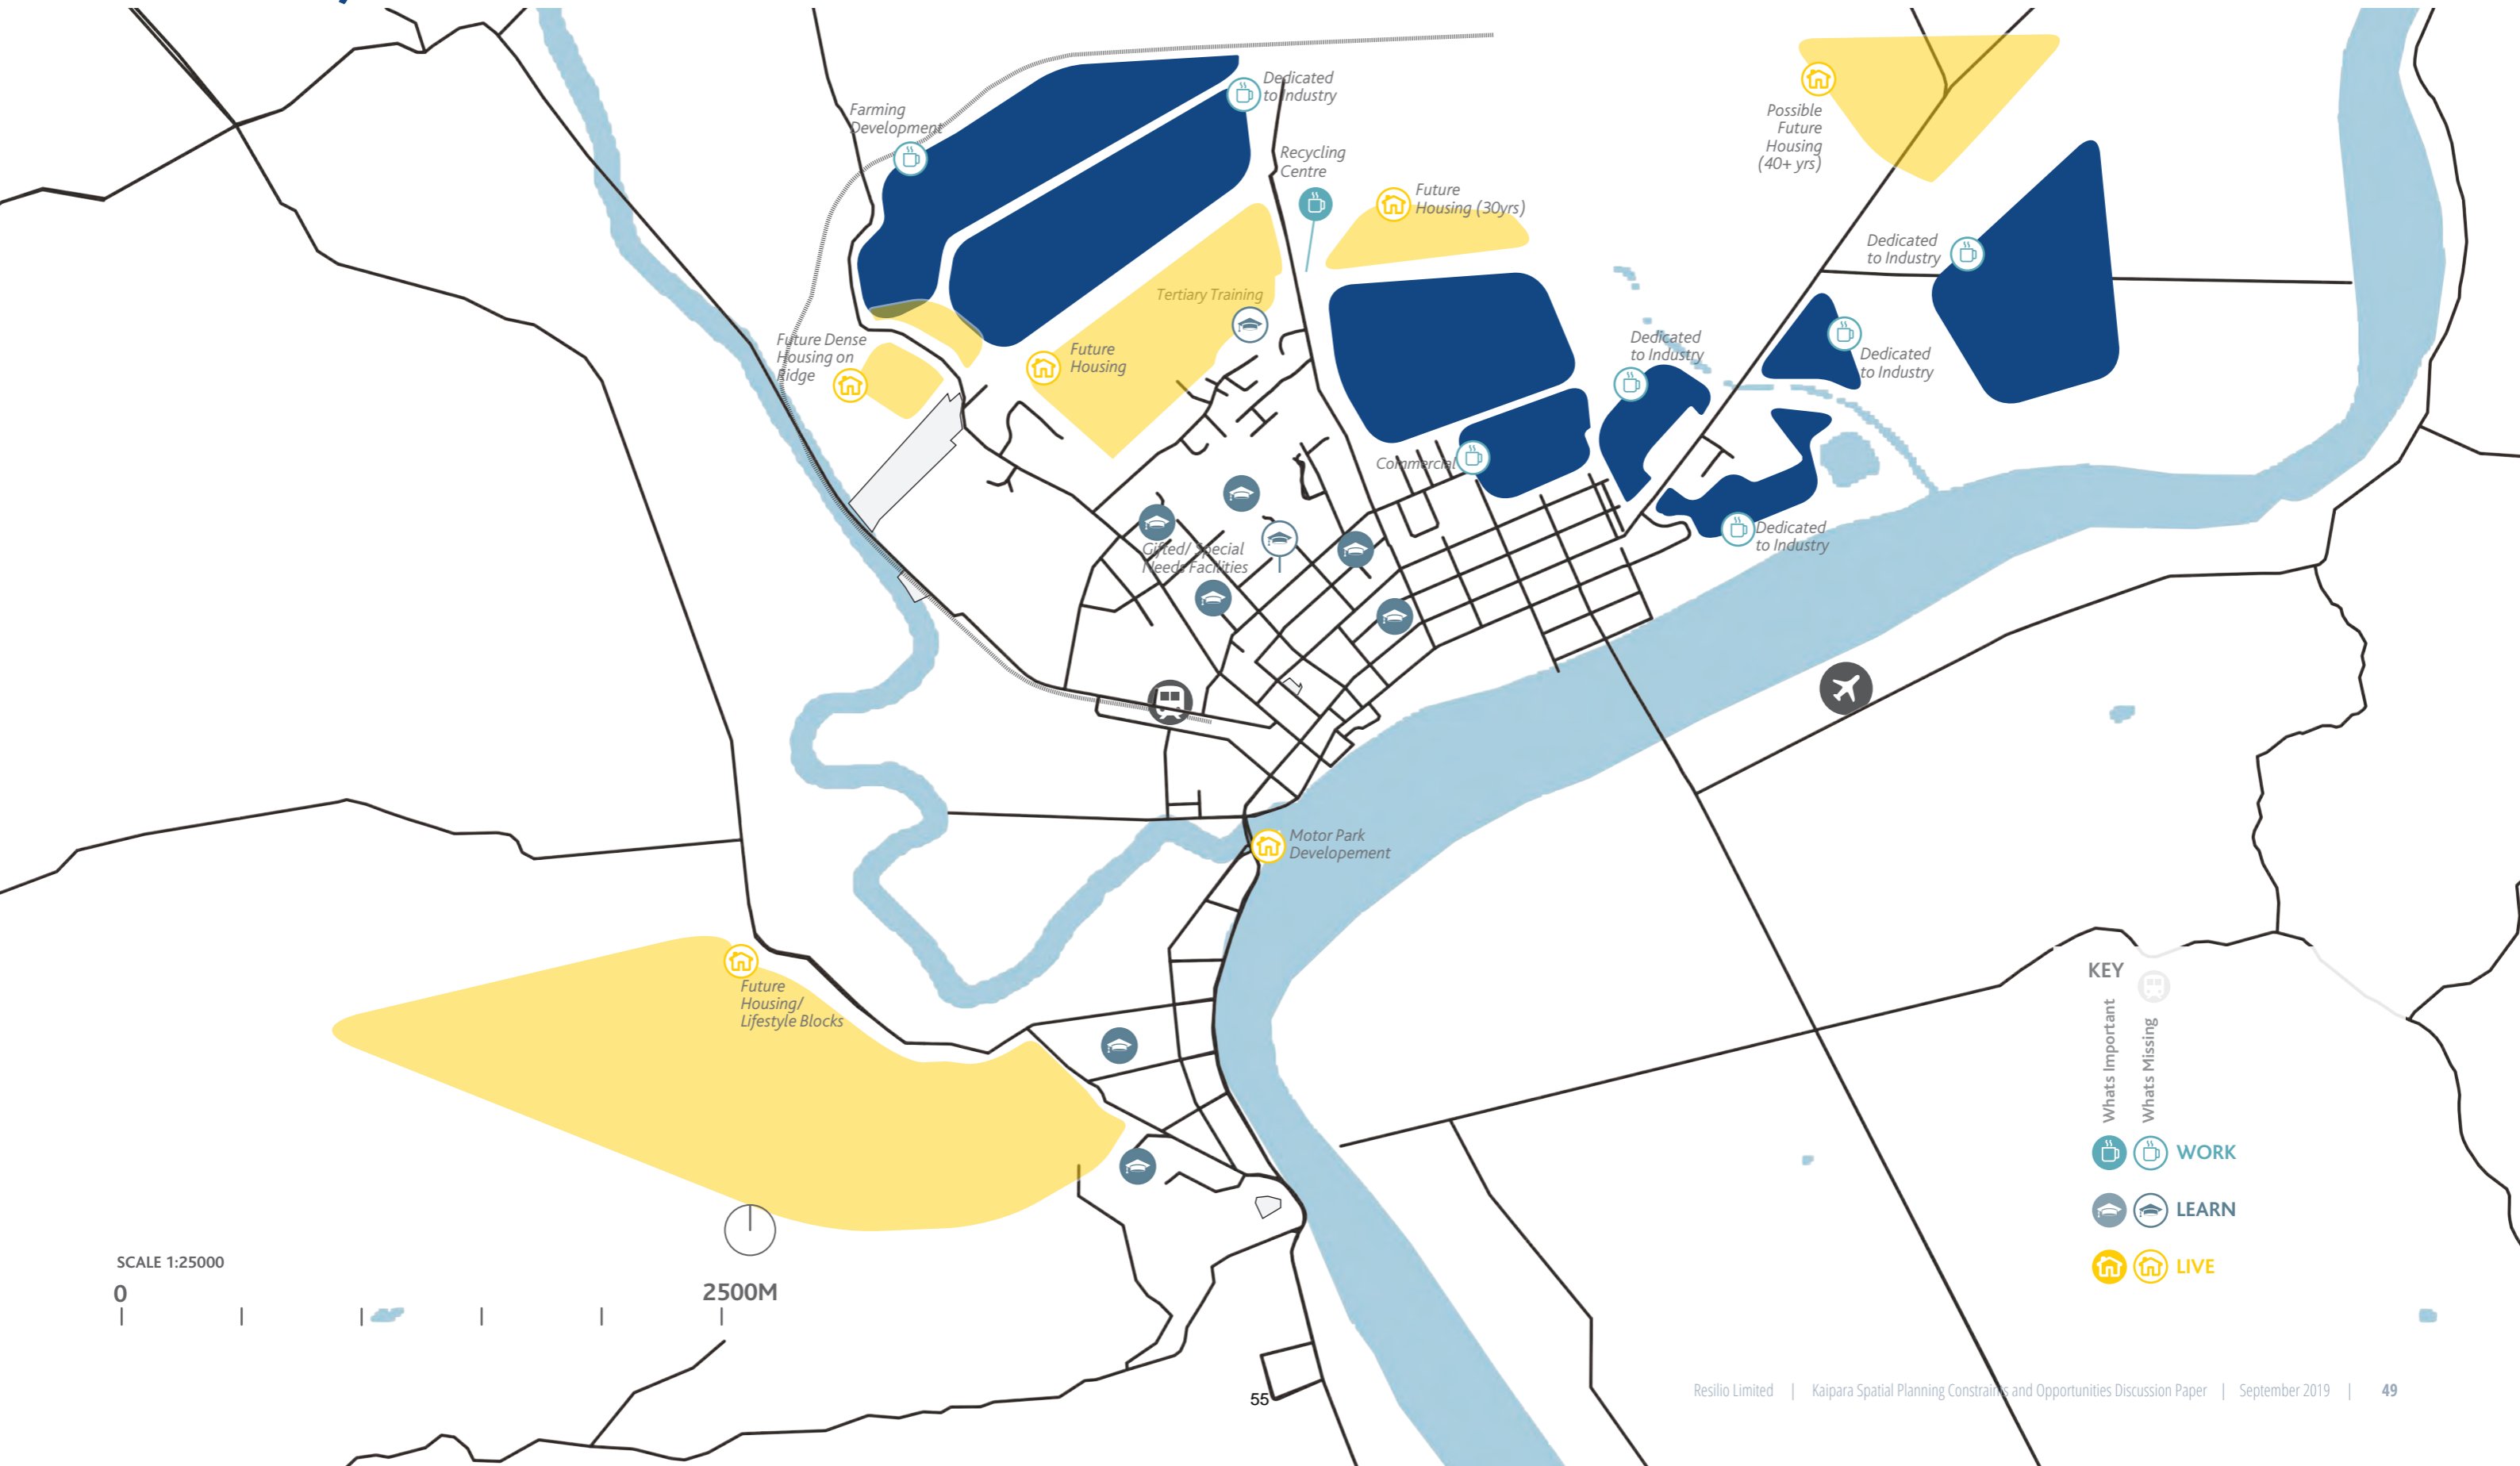 Dedicated
to Industry
Farming
Development
Possible
Future
Housing
(40+ yrs)
Recycling
Centre
Future
Housing (30yrs)
Dedicated
to Industry
Tertiary Training
Future Dense
Housing on
Ridge
Future
Housing
Dedicated
to Industry
Dedicated
to Industry
Commercial
Dedicated
to Industry
Gifted/ Special
Needs Facilities
Motor Park
Developement
Future
Housing/
Lifestyle Blocks
KEY
Whats Important
Whats Missing
WORK
LEARN
LIVE
SCALE 1:25000
0
2500M
55
Resilio Limited | Kaipara Spatial Planning Constraints and Opportunities Discussion Paper | September 2019 | 49